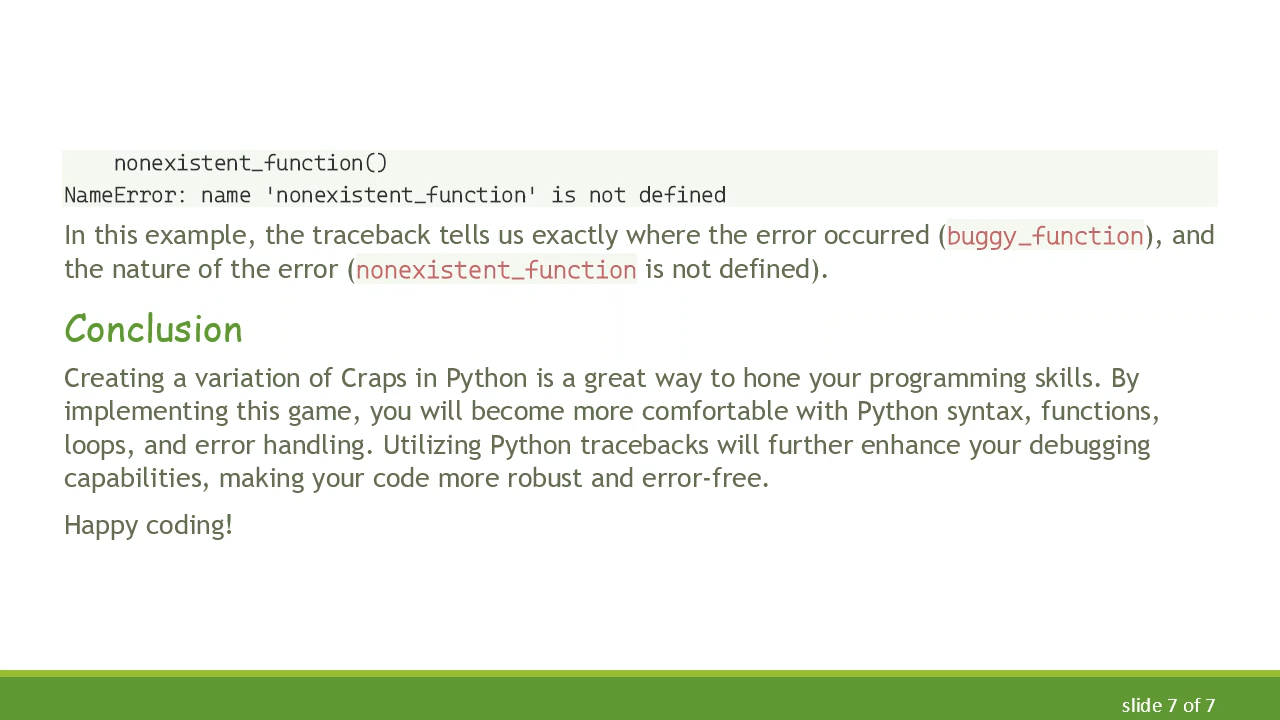 nonexistent_function()
NameError: name 'nonexistent_function' is not defined
In this example, the traceback tells us exactly where the error occurred (buggy_function), and
the nature of the error (nonexistent_function is not defined).
Conclusion
Creating a variation of Craps in Python is a great way to hone your programming skills. By
implementing this game, you will become more comfortable with Python syntax, functions,
loops, and error handling. Utilizing Python tracebacks will further enhance your debugging
capabilities, making your code more robust and error-free.
Happy coding!
slide 7 of 7